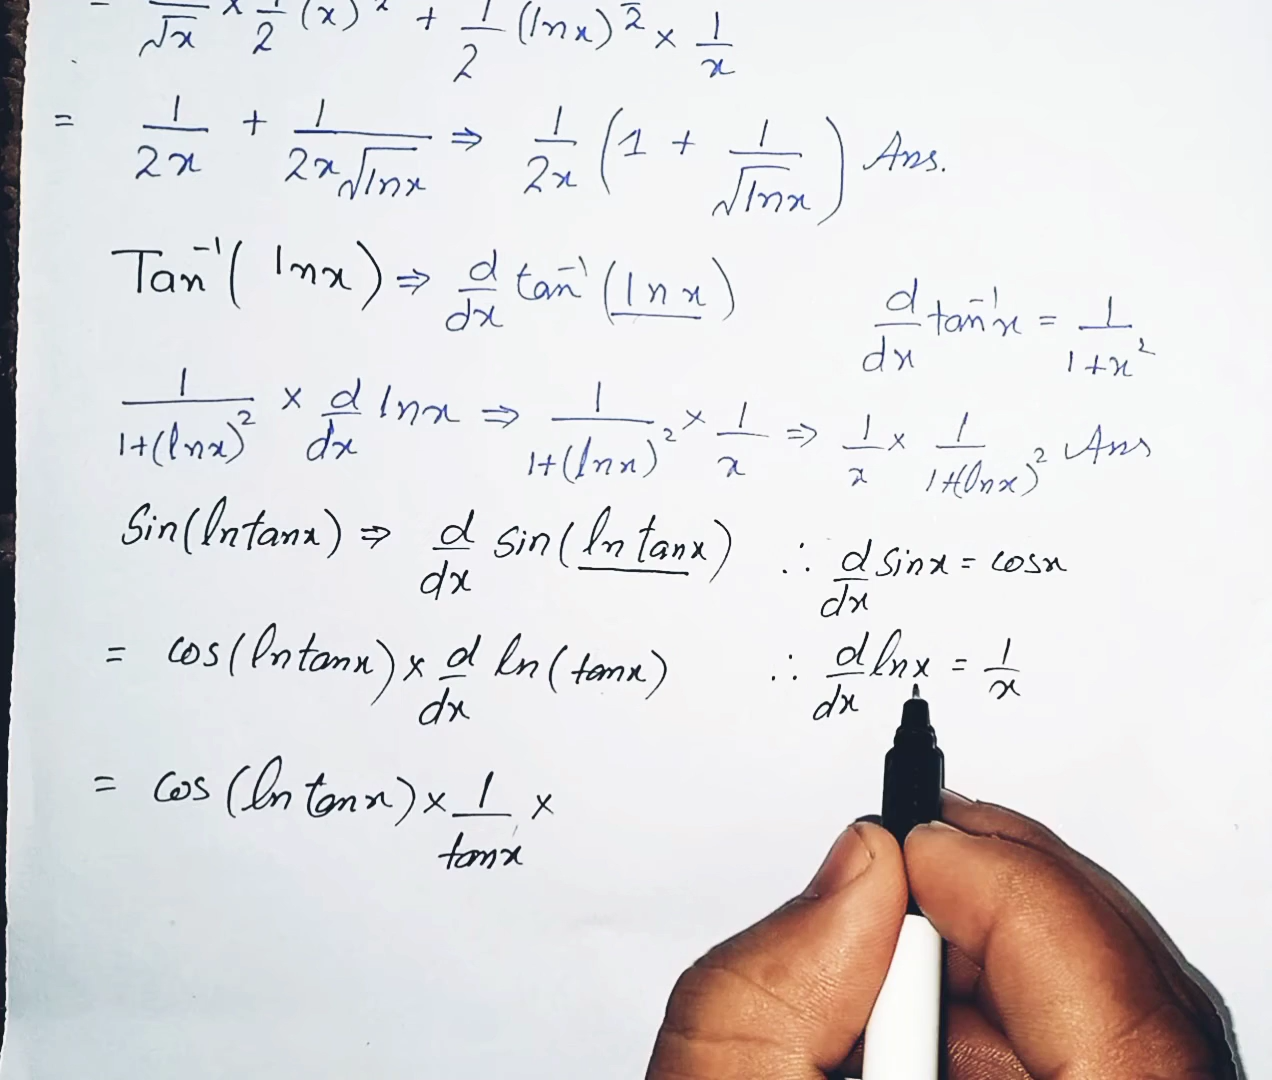 1/√x × 1/2 (x) + 1/2 (lnx)^2 × 1/x
= 1/2x + 1/2x√lnx ⇒ 1/2x (1 + 1/√lnx) Ans.
Tan⁻¹( lnx) ⇒ d/dx tan⁻¹ (ln x)
d/dx tan⁻¹x = 1/1+x²
1/1+(lnx)² × d/dx lnx ⇒ 1/1+(lnx)² × 1/x ⇒ 1/x × 1/1+(lnx)² Ans
Sin(lntanx) ⇒ d/dx sin(ln tanx) ∴ d/dx sinx = cosx
= cos(lntanx) × d/dx ln(tanx) ∴ d/dx lnx = 1/x
= cos(ln tanx) × 1/tanx ×